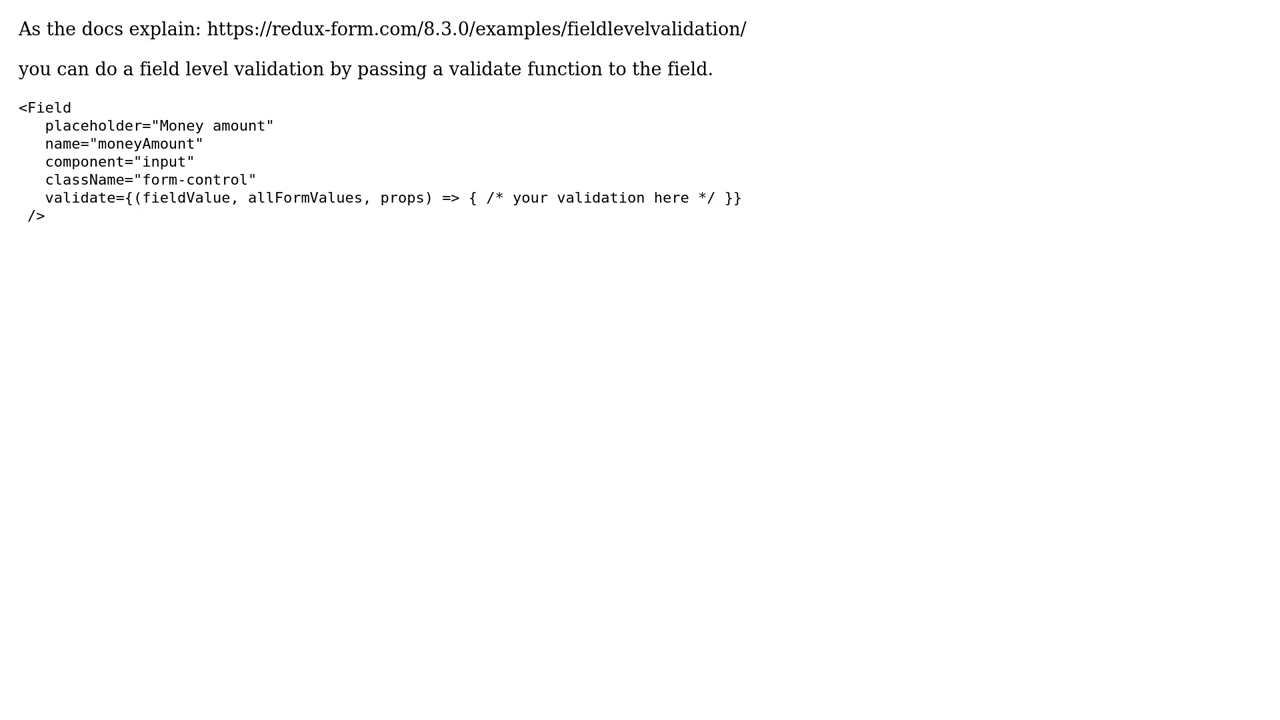 As the docs explain: https://redux-form.com/8.3.0/examples/fieldlevelvalidation/
you can do a field level validation by passing a validate function to the field.
<Field
   placeholder="Money amount"
   name="moneyAmount"
   component="input"
   className="form-control"
   validate={(fieldValue, allFormValues, props) => { /* your validation here */ }}
 />